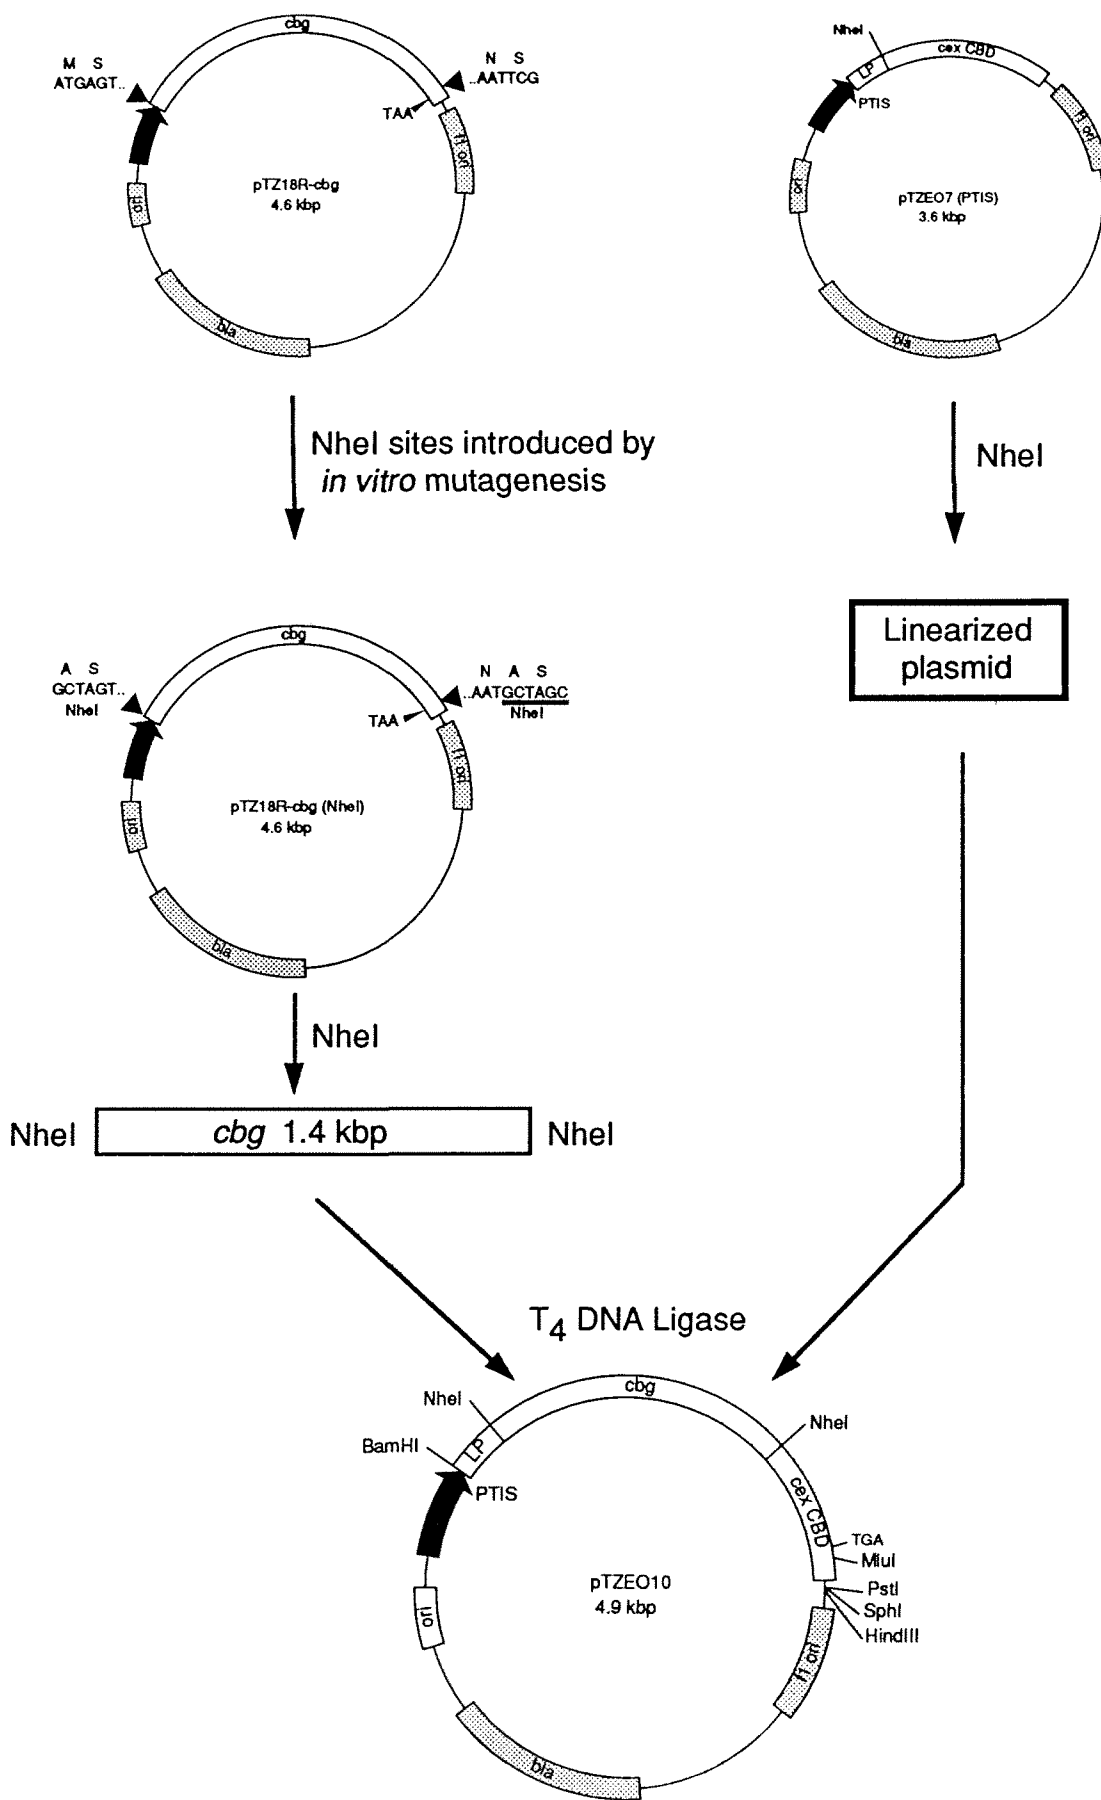 cbg
M S
ATGAGT..
N S
..AATTCG
TAA
f1 ori
ori
pTZ18R-cbg
4.6 kbp
bla
NheI
cex CBD
LP
PTIS
f1 ori
ori
pTZEO7 (PTIS)
3.6 kbp
bla
NheI sites introduced by
in vitro mutagenesis
NheI
cbg
A S
GCTAGT..
NheI
N A S
..AATGCTAGC
NheI
TAA
f1 ori
ori
pTZ18R-cbg (NheI)
4.6 kbp
bla
Linearized
plasmid
NheI
NheI cbg 1.4 kbp NheI
T4 DNA Ligase
cbg
NheI
NheI
BamHI
LP
PTIS
cex CBD
TGA
MluI
PstI
SphI
HindIII
pTZEO10
4.9 kbp
ori
f1 ori
bla